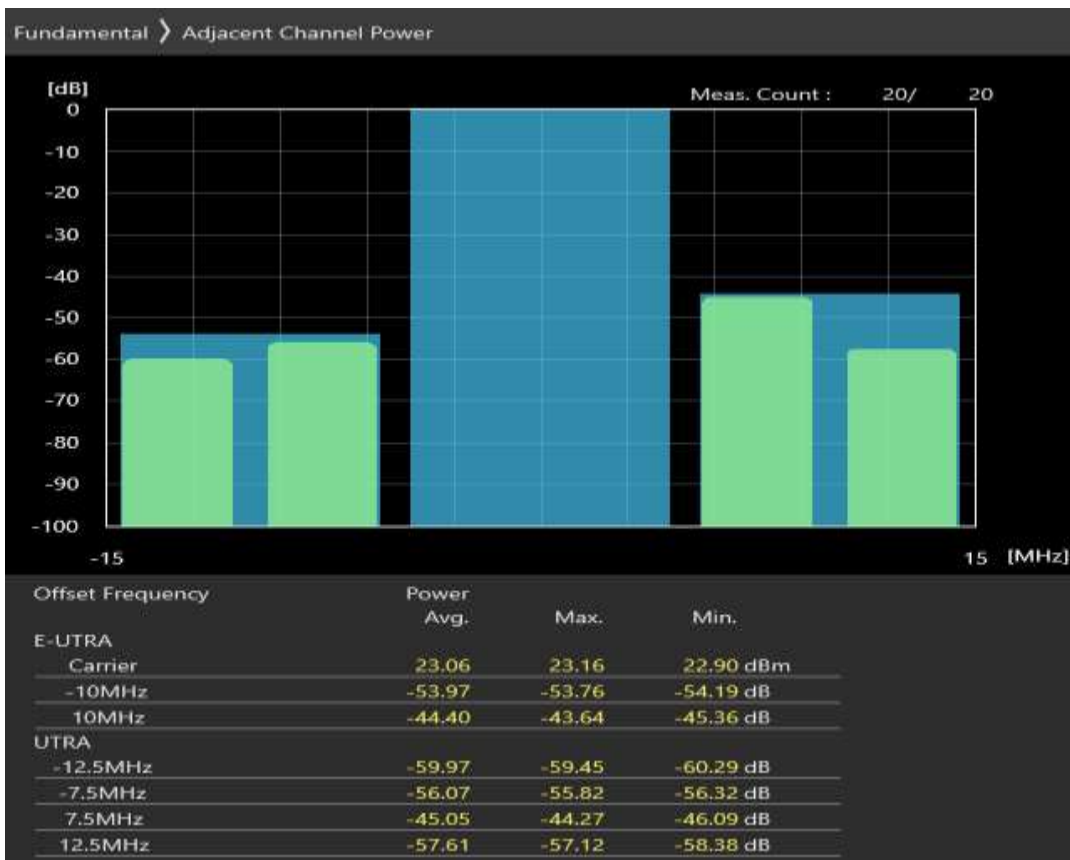 Fundamental ❯ Adjacent Channel Power
[dB]
Meas. Count : 20/ 20
0
-10
-20
-30
-40
-50
-60
-70
-80
-90
-100
-15 15 [MHz]
Offset Frequency Power
Avg. Max. Min.
E-UTRA
Carrier 23.06 23.16 22.90 dBm
-10MHz -53.97 -53.76 -54.19 dB
10MHz -44.40 -43.64 -45.36 dB
UTRA
-12.5MHz -59.97 -59.45 -60.29 dB
-7.5MHz -56.07 -55.82 -56.32 dB
7.5MHz -45.05 -44.27 -46.09 dB
12.5MHz -57.61 -57.12 -58.38 dB